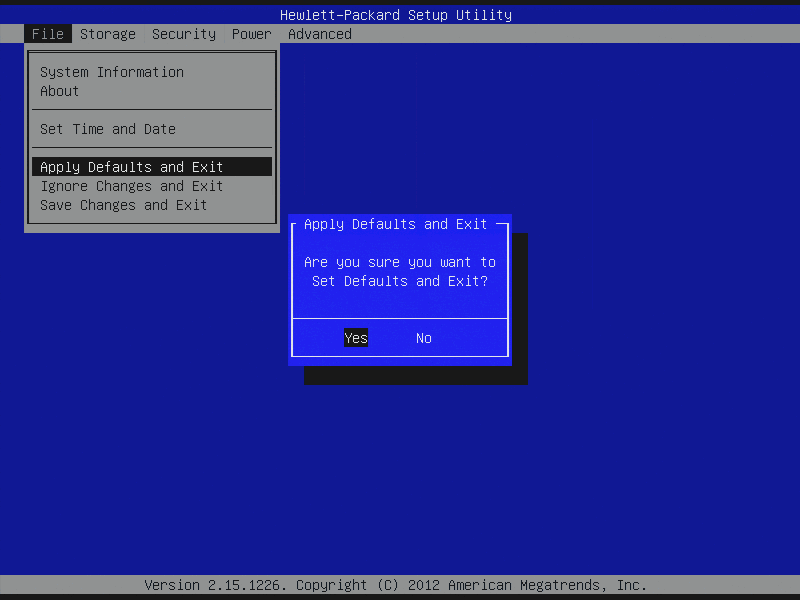 Hewlett-Packard Setup Utility
File Storage Security Power Advanced
System Information
About
Set Time and Date
Apply Defaults and Exit
Ignore Changes and Exit
Save Changes and Exit
Apply Defaults and Exit
Are you sure you want to
Set Defaults and Exit?
Yes No
Version 2.15.1226. Copyright (C) 2012 American Megatrends, Inc.